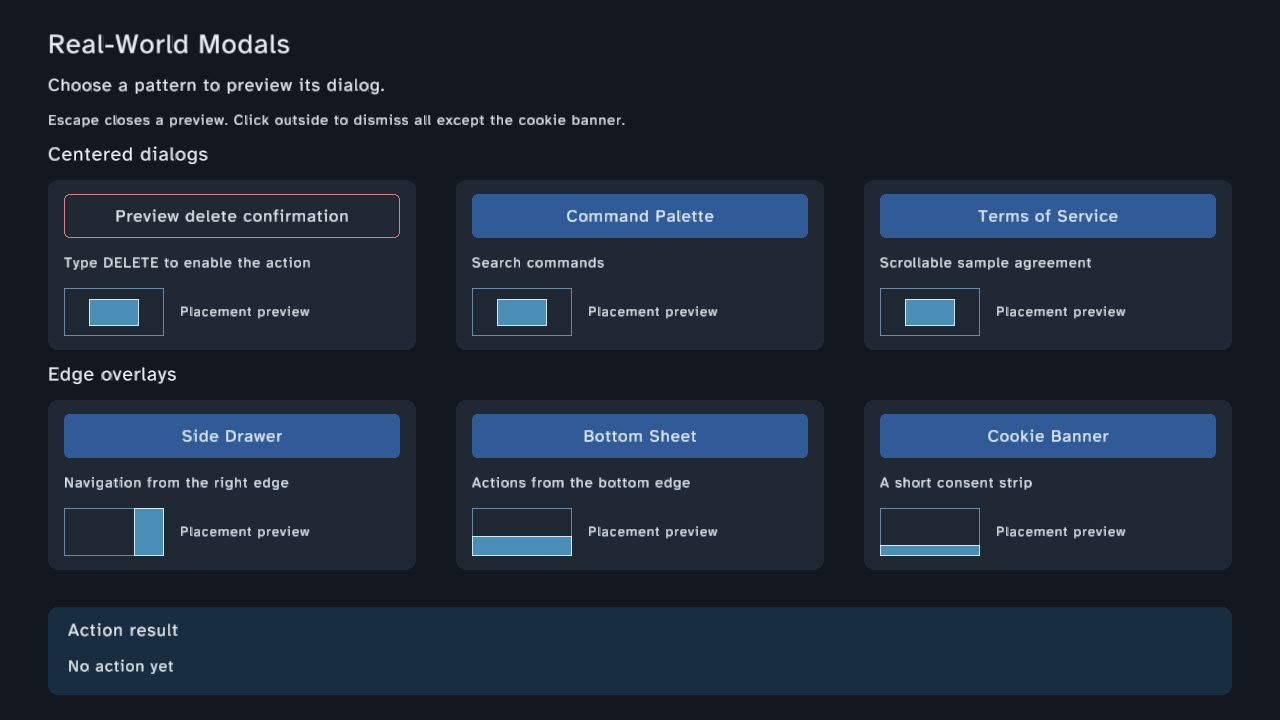 Real-World Modals
Choose a pattern to preview its dialog.
Escape closes a preview. Click outside to dismiss all except the cookie banner.
Centered dialogs
Preview delete confirmation
Type DELETE to enable the action
Placement preview
Command Palette
Search commands
Placement preview
Terms of Service
Scrollable sample agreement
Placement preview
Edge overlays
Side Drawer
Navigation from the right edge
Placement preview
Bottom Sheet
Actions from the bottom edge
Placement preview
Cookie Banner
A short consent strip
Placement preview
Action result
No action yet